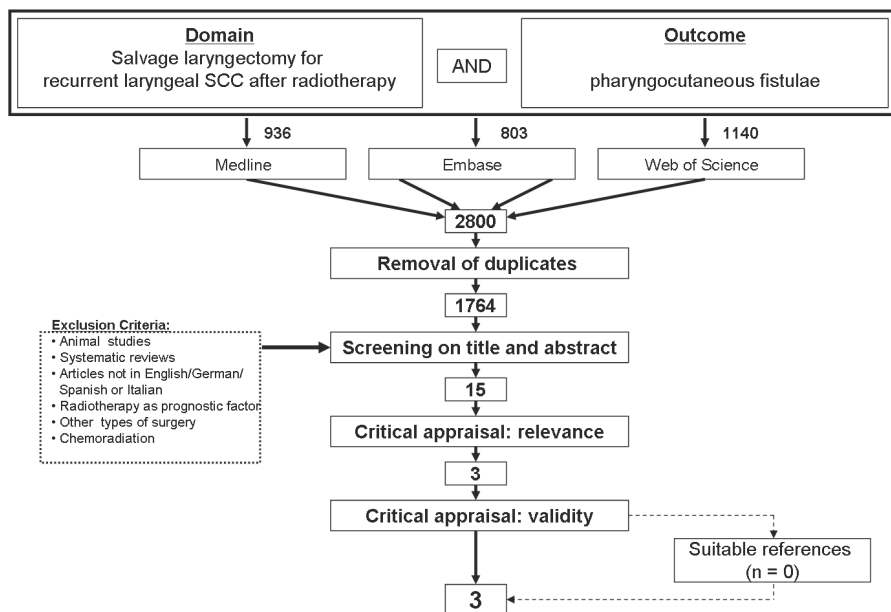 Domain
Salvage laryngectomy for
recurrent laryngeal SCC after radiotherapy
AND
Outcome
pharyngocutaneous fistulae
936
803
1140
Medline
Embase
Web of Science
2800
Removal of duplicates
1764
Exclusion Criteria:
• Animal studies
• Systematic reviews
• Articles not in English/German/
Spanish or Italian
• Radiotherapy as prognostic factor
• Other types of surgery
• Chemoradiation
Screening on title and abstract
15
Critical appraisal: relevance
3
Critical appraisal: validity
Suitable references
(n = 0)
3